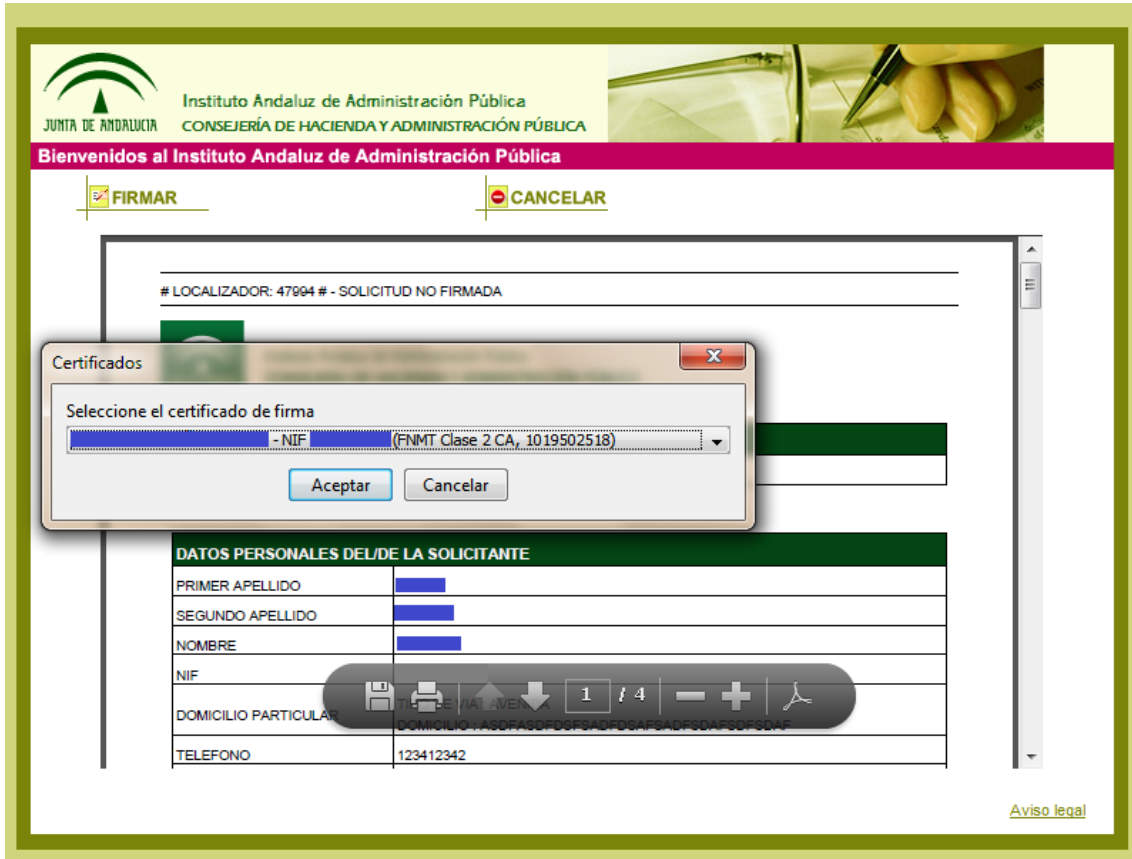 JUNTA DE ANDALUCIA
Instituto Andaluz de Administración Pública
CONSEJERÍA DE HACIENDA Y ADMINISTRACIÓN PÚBLICA
Bienvenidos al Instituto Andaluz de Administración Pública
FIRMAR
CANCELAR
# LOCALIZADOR: 47994 # - SOLICITUD NO FIRMADA
Certificados
Seleccione el certificado de firma
- NIF (FNMT Clase 2 CA, 1019502518)
Aceptar Cancelar
DATOS PERSONALES DEL/DE LA SOLICITANTE
PRIMER APELLIDO
SEGUNDO APELLIDO
NOMBRE
NIF
1 / 4
DOMICILIO PARTICULAR
TELEFONO 123412342
Aviso legal